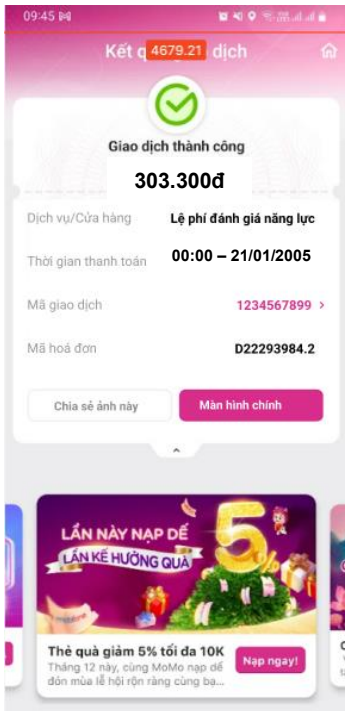 09:45
Kết q 4679.21 dịch
Giao dịch thành công
303.300đ
Dịch vụ/Cửa hàng Lệ phí đánh giá năng lực
Thời gian thanh toán 00:00 – 21/01/2005
Mã giao dịch 1234567899 >
Mã hoá đơn D22293984.2
Chia sẻ ảnh này Màn hình chính
LẦN NÀY NẠP DẾ
LẦN KẾ HƯỞNG QUÀ
5%
Thẻ quà giảm 5% tối đa 10K
Tháng 12 này, cùng MoMo nạp dế
đón mùa lễ hội rộn ràng cùng bạ...
Nạp ngay!